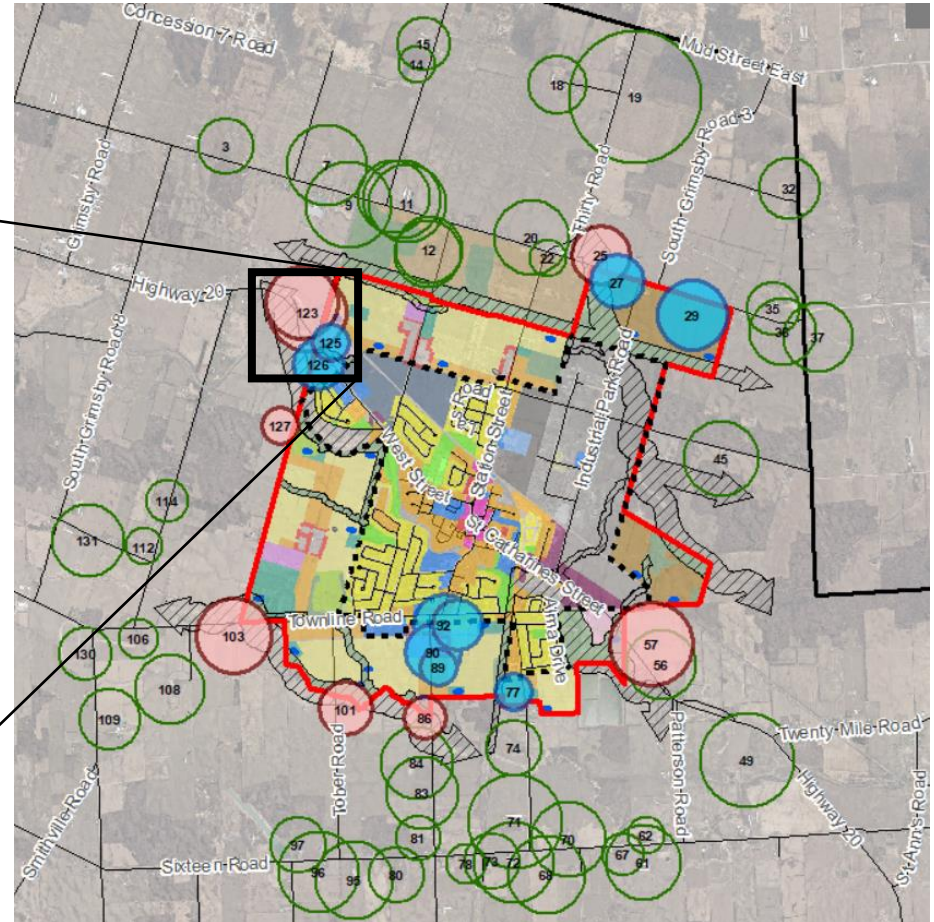 Concession 7 Road
15
14
Mud Street East
18
19
South Grimsby Road 3
3
Grimsby Road
7
32
9
11
Thirty Road
12
20
22
25
27
Highway 20
123
29
35
36
37
125
126
South Grimsby Road 8
Industrial Park Road
Station Street
West Street
127
45
114
131
112
St Catharines Street
Townline Road
Alma Drive
92
103
106
90
57
130
89
56
108
77
101
86
109
Tober Road
Patterson Road
Twenty Mile Road
74
49
84
83
Highway 20
71
Smithville Road
81
70
62
97
67
61
Sixteen Road
78
73
72
96
95
80
68
St Ann's Road